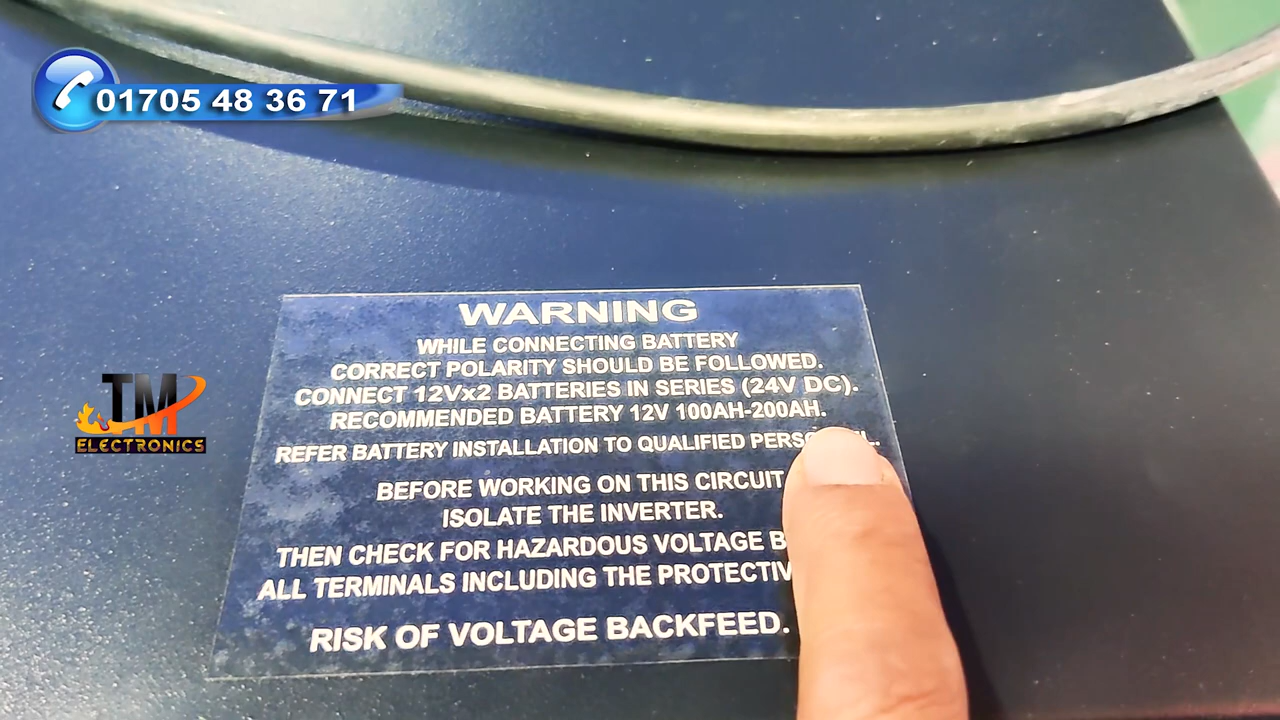 01705 48 36 71
WARNING
WHILE CONNECTING BATTERY
CORRECT POLARITY SHOULD BE FOLLOWED.
CONNECT 12Vx2 BATTERIES IN SERIES (24V DC).
RECOMMENDED BATTERY 12V 100AH-200AH.
REFER BATTERY INSTALLATION TO QUALIFIED
BEFORE WORKING ON THIS CIRCUIT
ISOLATE THE INVERTER.
THEN CHECK FOR HAZARDOUS VOLTAGE
ALL TERMINALS INCLUDING THE
RISK OF VOLTAGE BACKFEED.
TM
ELECTRONICS